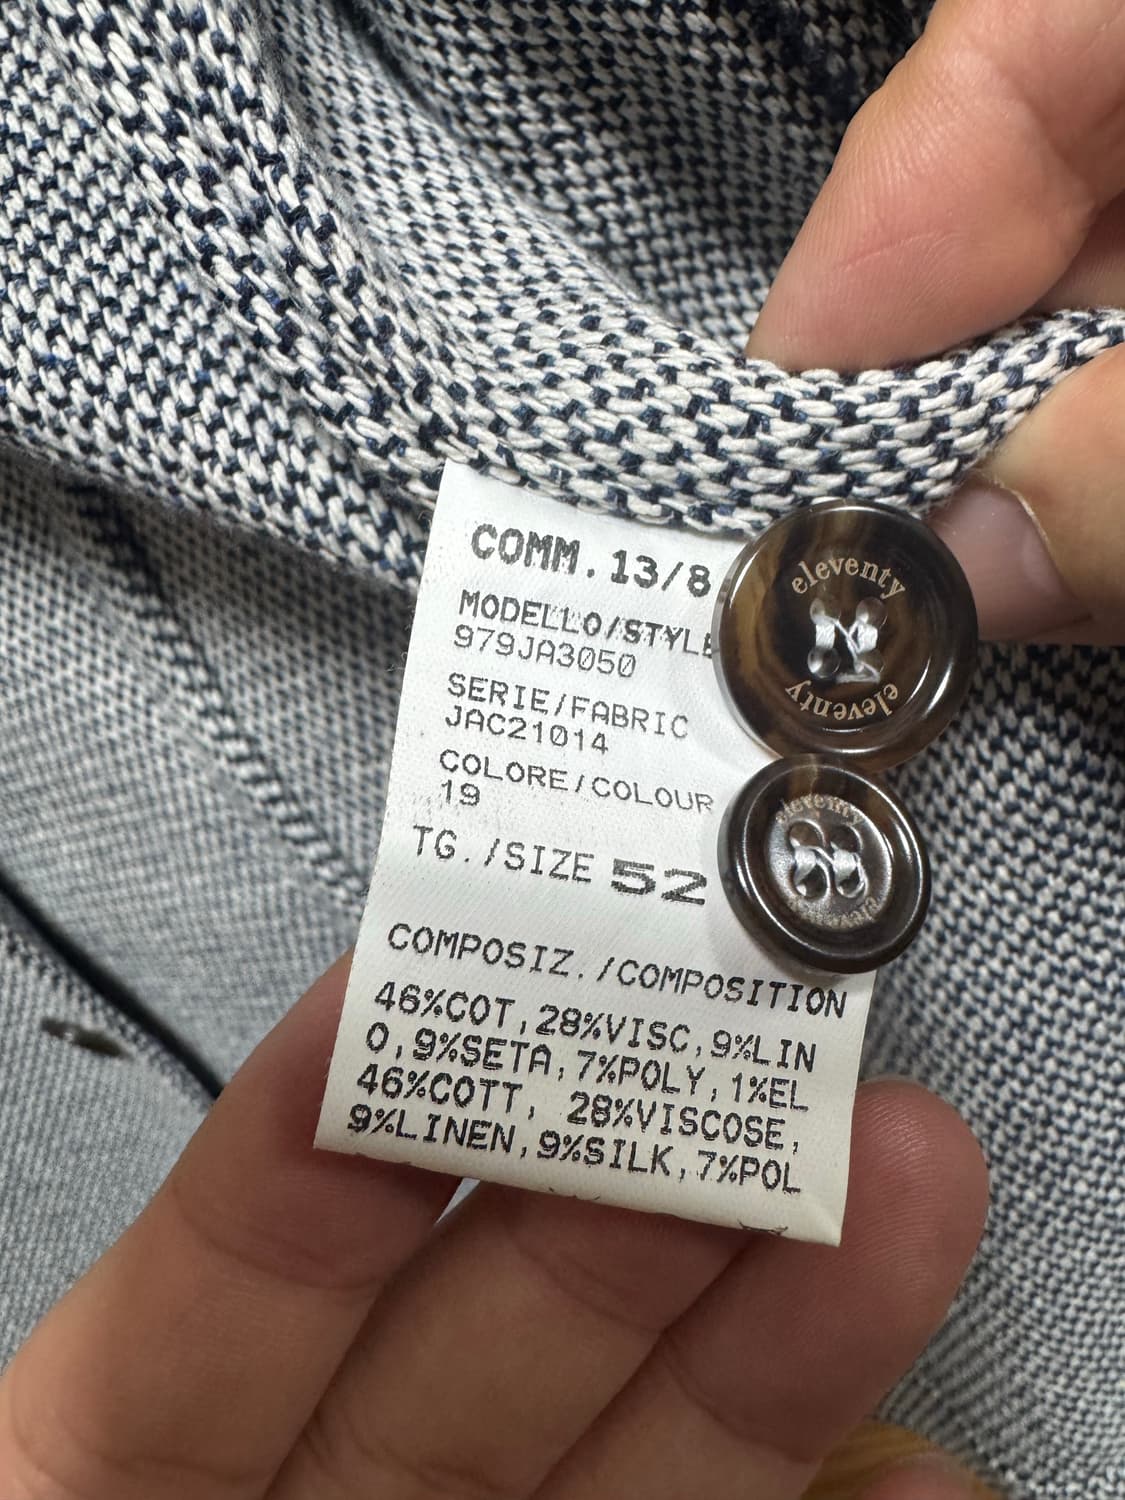 COMM.13/8
MODELLO/STYLE
979JA3050
SERIE/FABRIC
JAC21014
COLORE/COLOUR
19
TG./SIZE 52
COMPOSIZ./COMPOSITION
46%COT,28%VISC,9%LIN
O,9%SETA,7%POLY,1%EL
46%COTT, 28%VISCOSE,
9%LINEN,9%SILK,7%POL
eleventy
eleventy
eleventy
eleventy